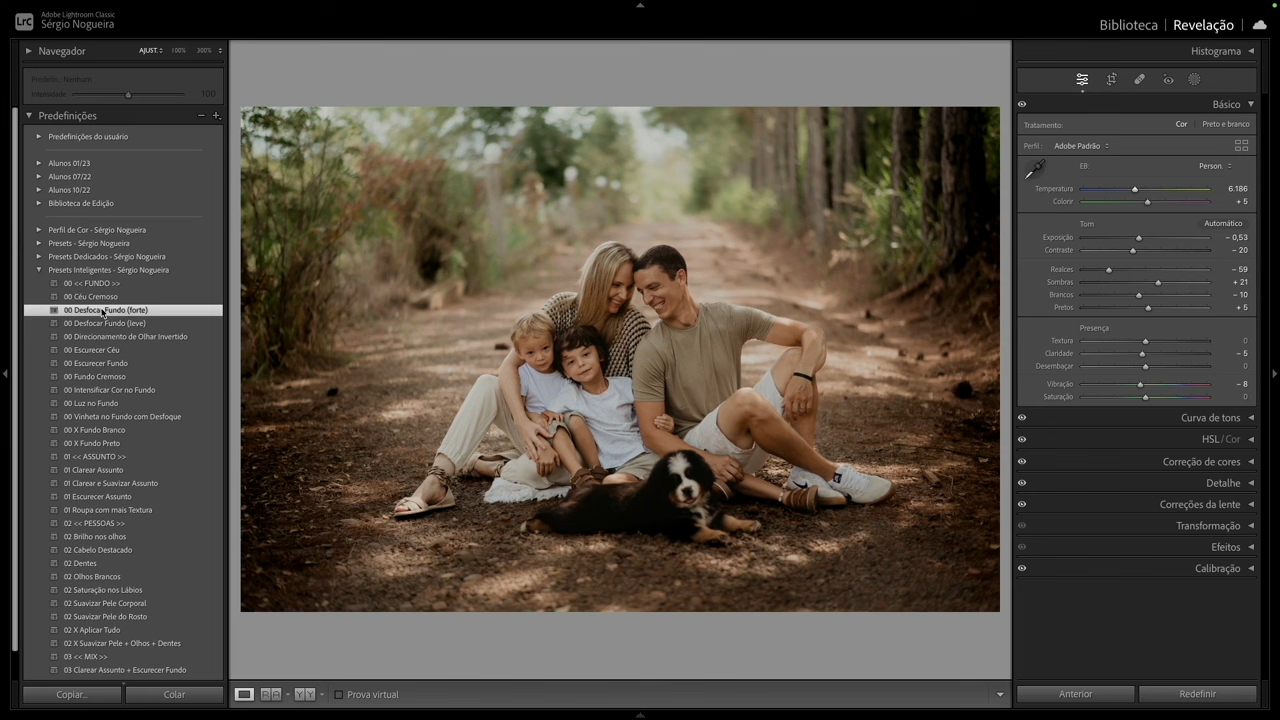 Lrc
Adobe Lightroom Classic
Sérgio Nogueira
Biblioteca | Revelação
Navegador
AJUST.
100%
300%
Predefin.: Nenhum
Intensidade 100
Predefinições
Predefinições do usuário
Alunos 01/23
Alunos 07/22
Alunos 10/22
Biblioteca de Edição
Perfil de Cor - Sérgio Nogueira
Presets - Sérgio Nogueira
Presets Dedicados - Sérgio Nogueira
Presets Inteligentes - Sérgio Nogueira
00 << FUNDO >>
00 Céu Cremoso
00 Desfocar Fundo (forte)
00 Desfocar Fundo (leve)
00 Direcionamento de Olhar Invertido
00 Escurecer Céu
00 Escurecer Fundo
00 Fundo Cremoso
00 Intensificar Cor no Fundo
00 Luz no Fundo
00 Vinheta no Fundo com Desfoque
00 X Fundo Branco
00 X Fundo Preto
01 << ASSUNTO >>
01 Clarear Assunto
01 Clarear e Suavizar Assunto
01 Escurecer Assunto
01 Roupa com mais Textura
02 << PESSOAS >>
02 Brilho nos olhos
02 Cabelo Destacado
02 Dentes
02 Olhos Brancos
02 Saturação nos Lábios
02 Suavizar Pele Corporal
02 Suavizar Pele do Rosto
02 X Aplicar Tudo
02 X Suavizar Pele + Olhos + Dentes
03 << MIX >>
03 Clarear Assunto + Escurecer Fundo
Copiar...
Colar
Prova virtual
Histograma
Básico
Tratamento: Cor | Preto e branco
Perfil: Adobe Padrão
EB: Person.
Temperatura 6.186
Colorir + 5
Tom Automático
Exposição − 0,53
Contraste − 20
Realces − 59
Sombras + 21
Brancos − 10
Pretos + 5
Presença
Textura 0
Claridade − 5
Desembaçar 0
Vibração − 8
Saturação 0
Curva de tons
HSL / Cor
Correção de cores
Detalhe
Correções da lente
Transformação
Efeitos
Calibração
Anterior
Redefinir